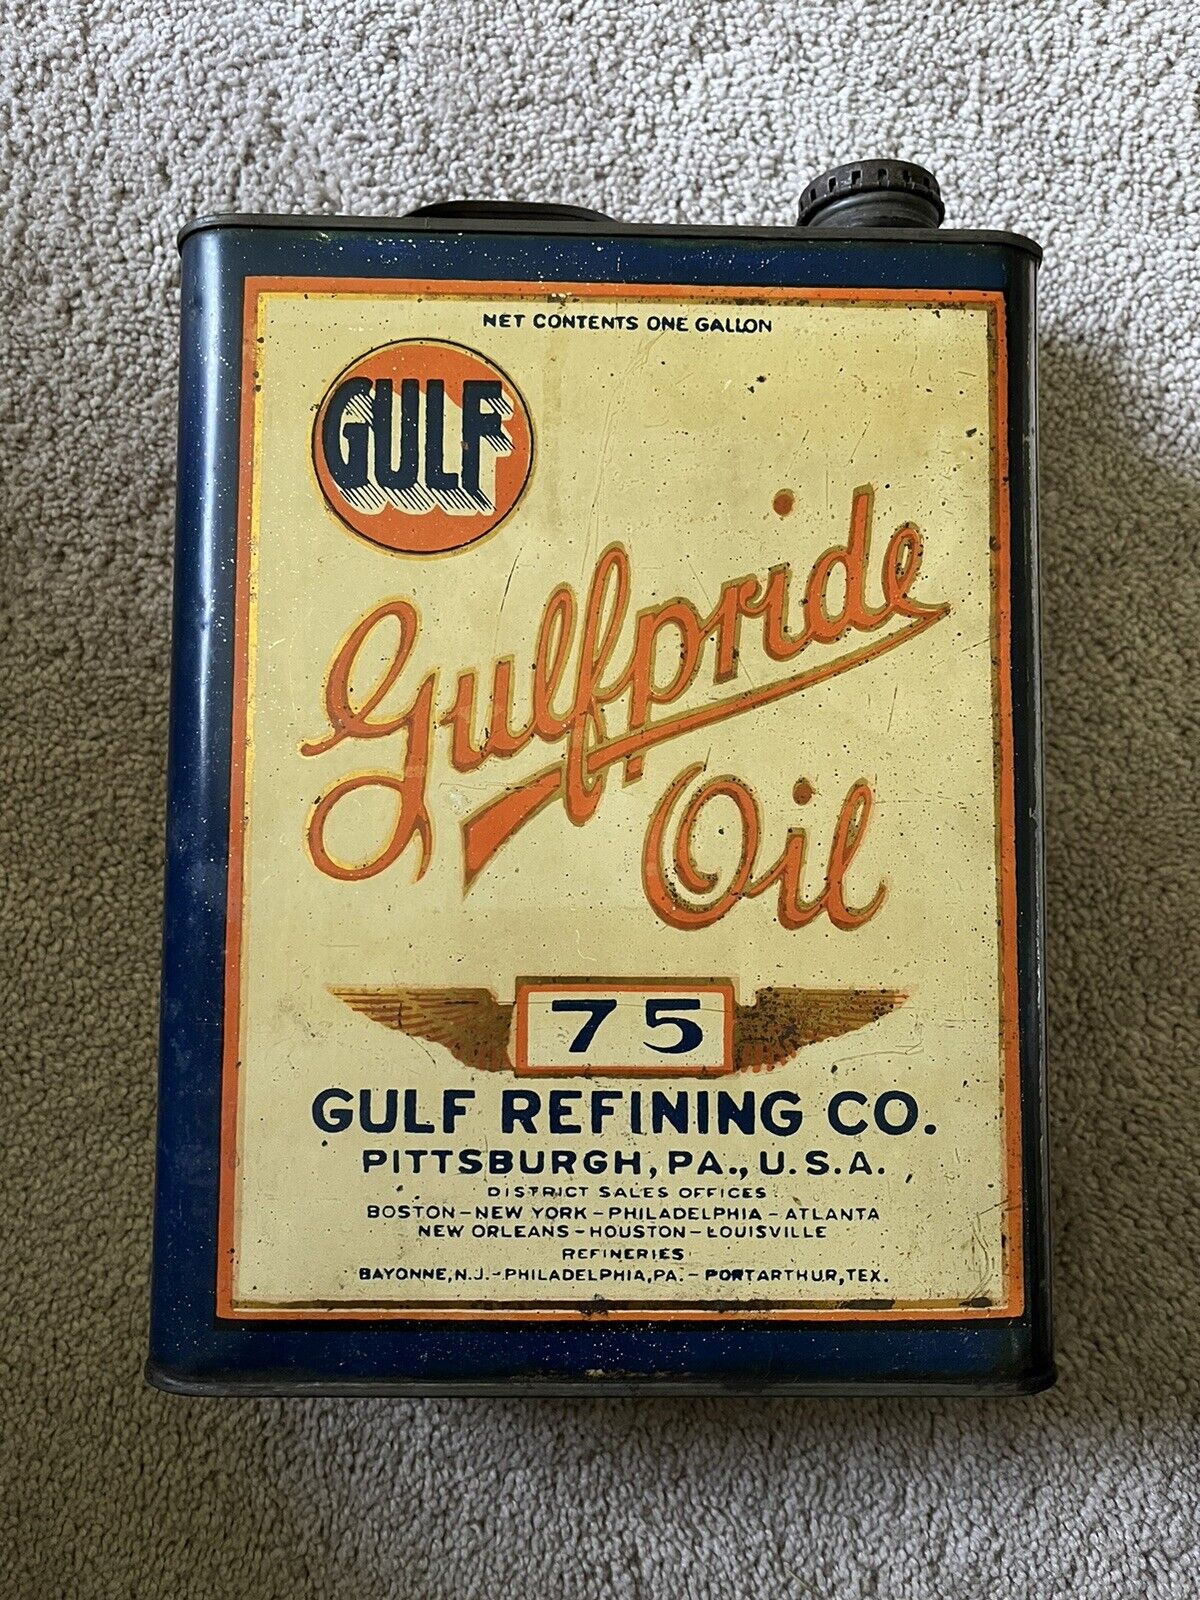 NET CONTENTS ONE GALLON
GULF
Gulfpride
Oil
75
GULF REFINING CO.
PITTSBURGH, PA., U.S.A.
DISTRICT SALES OFFICES:
BOSTON-NEW YORK-PHILADELPHIA-ATLANTA
NEW ORLEANS-HOUSTON-LOUISVILLE
REFINERIES:
BAYONNE, N.J.-PHILADELPHIA, PA.-PORT ARTHUR, TEX.